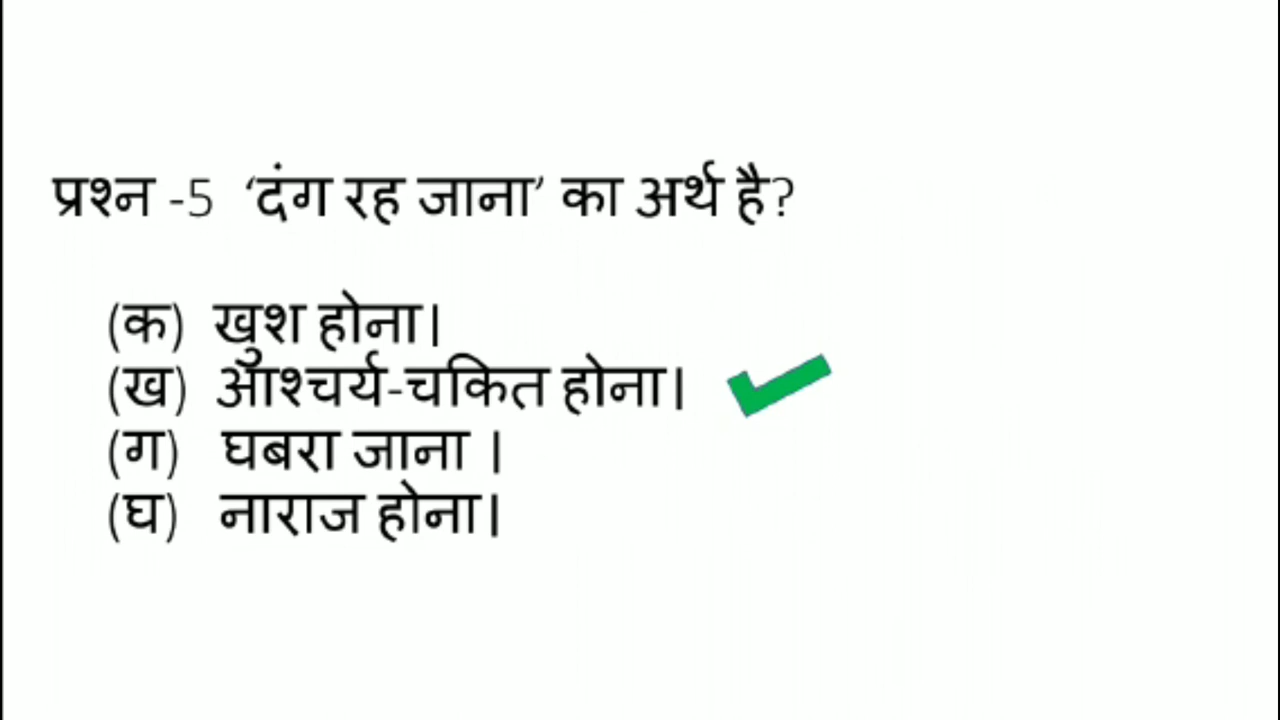 प्रश्न -5 ‘दंग रह जाना’ का अर्थ है?
(क) खुश होना।
(ख) आश्चर्य-चकित होना।
(ग) घबरा जाना ।
(घ) नाराज होना।